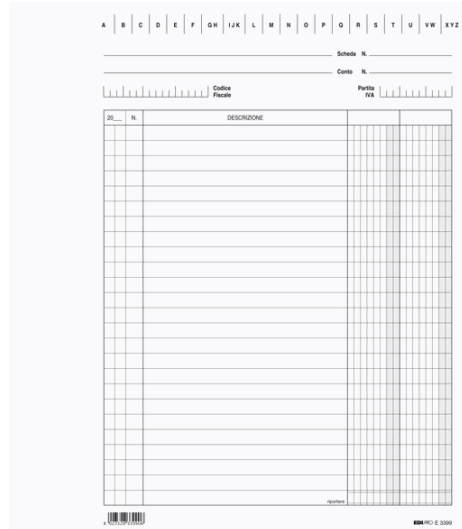 A B C D E F GH IJK L M N O P Q R S T U VW XYZ
Scheda N.
Conto N.
Codice Fiscale
Partita IVA
20__ N. DESCRIZIONE
riportare
EDIPRO E 3399